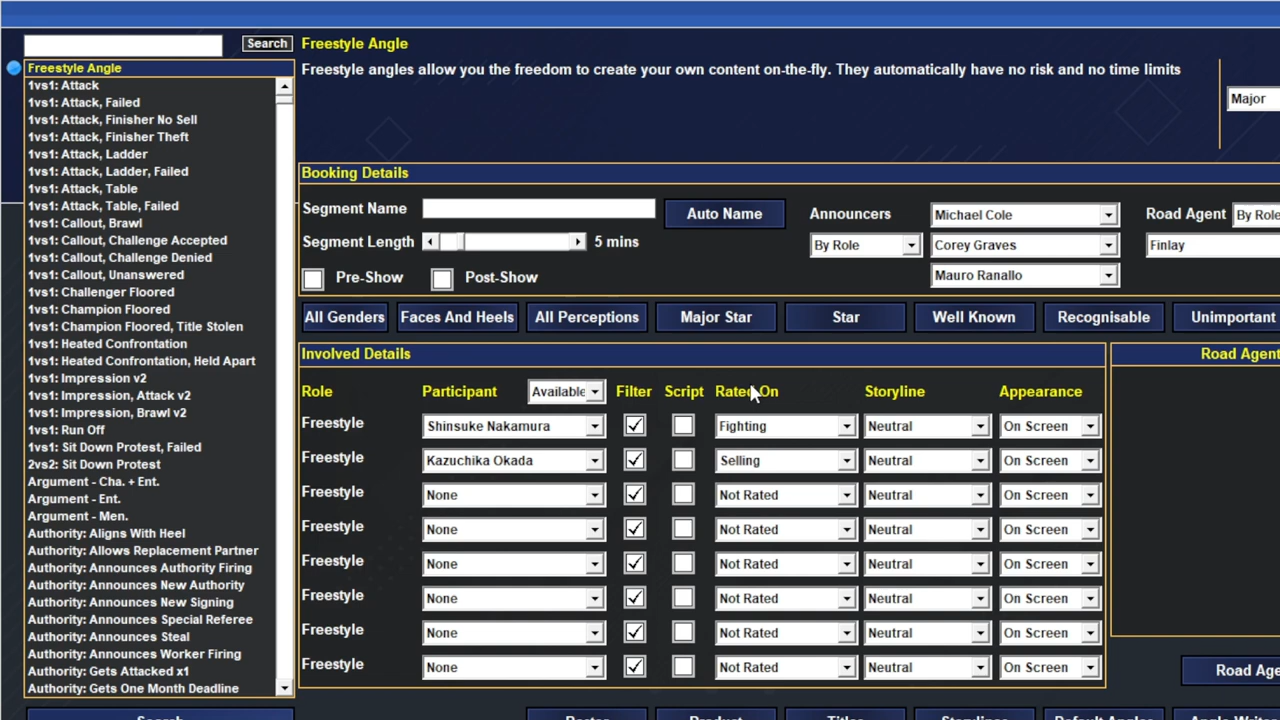 Search
Freestyle Angle
Freestyle angles allow you the freedom to create your own content on-the-fly. They automatically have no risk and no time limits
Major
Freestyle Angle
1vs1: Attack
1vs1: Attack, Failed
1vs1: Attack, Finisher No Sell
1vs1: Attack, Finisher Theft
1vs1: Attack, Ladder
1vs1: Attack, Ladder, Failed
1vs1: Attack, Table
1vs1: Attack, Table, Failed
1vs1: Callout, Brawl
1vs1: Callout, Challenge Accepted
1vs1: Callout, Challenge Denied
1vs1: Callout, Unanswered
1vs1: Challenger Floored
1vs1: Champion Floored
1vs1: Champion Floored, Title Stolen
1vs1: Heated Confrontation
1vs1: Heated Confrontation, Held Apart
1vs1: Impression v2
1vs1: Impression, Attack v2
1vs1: Impression, Brawl v2
1vs1: Run Off
1vs1: Sit Down Protest, Failed
2vs2: Sit Down Protest
Argument - Cha. + Ent.
Argument - Ent.
Argument - Men.
Authority: Aligns With Heel
Authority: Allows Replacement Partner
Authority: Announces Authority Firing
Authority: Announces New Authority
Authority: Announces New Signing
Authority: Announces Special Referee
Authority: Announces Steal
Authority: Announces Worker Firing
Authority: Gets Attacked x1
Authority: Gets One Month Deadline
Booking Details
Segment Name Auto Name Announcers Michael Cole Road Agent By Role
Segment Length 5 mins By Role Corey Graves Finlay
Pre-Show Post-Show Mauro Ranallo
All Genders Faces And Heels All Perceptions Major Star Star Well Known Recognisable Unimportant
Involved Details Road Agent
Role Participant Available Filter Script Rated On Storyline Appearance
Freestyle Shinsuke Nakamura Fighting Neutral On Screen
Freestyle Kazuchika Okada Selling Neutral On Screen
Freestyle None Not Rated Neutral On Screen
Freestyle None Not Rated Neutral On Screen
Freestyle None Not Rated Neutral On Screen
Freestyle None Not Rated Neutral On Screen
Freestyle None Not Rated Neutral On Screen
Freestyle None Not Rated Neutral On Screen
Road Age